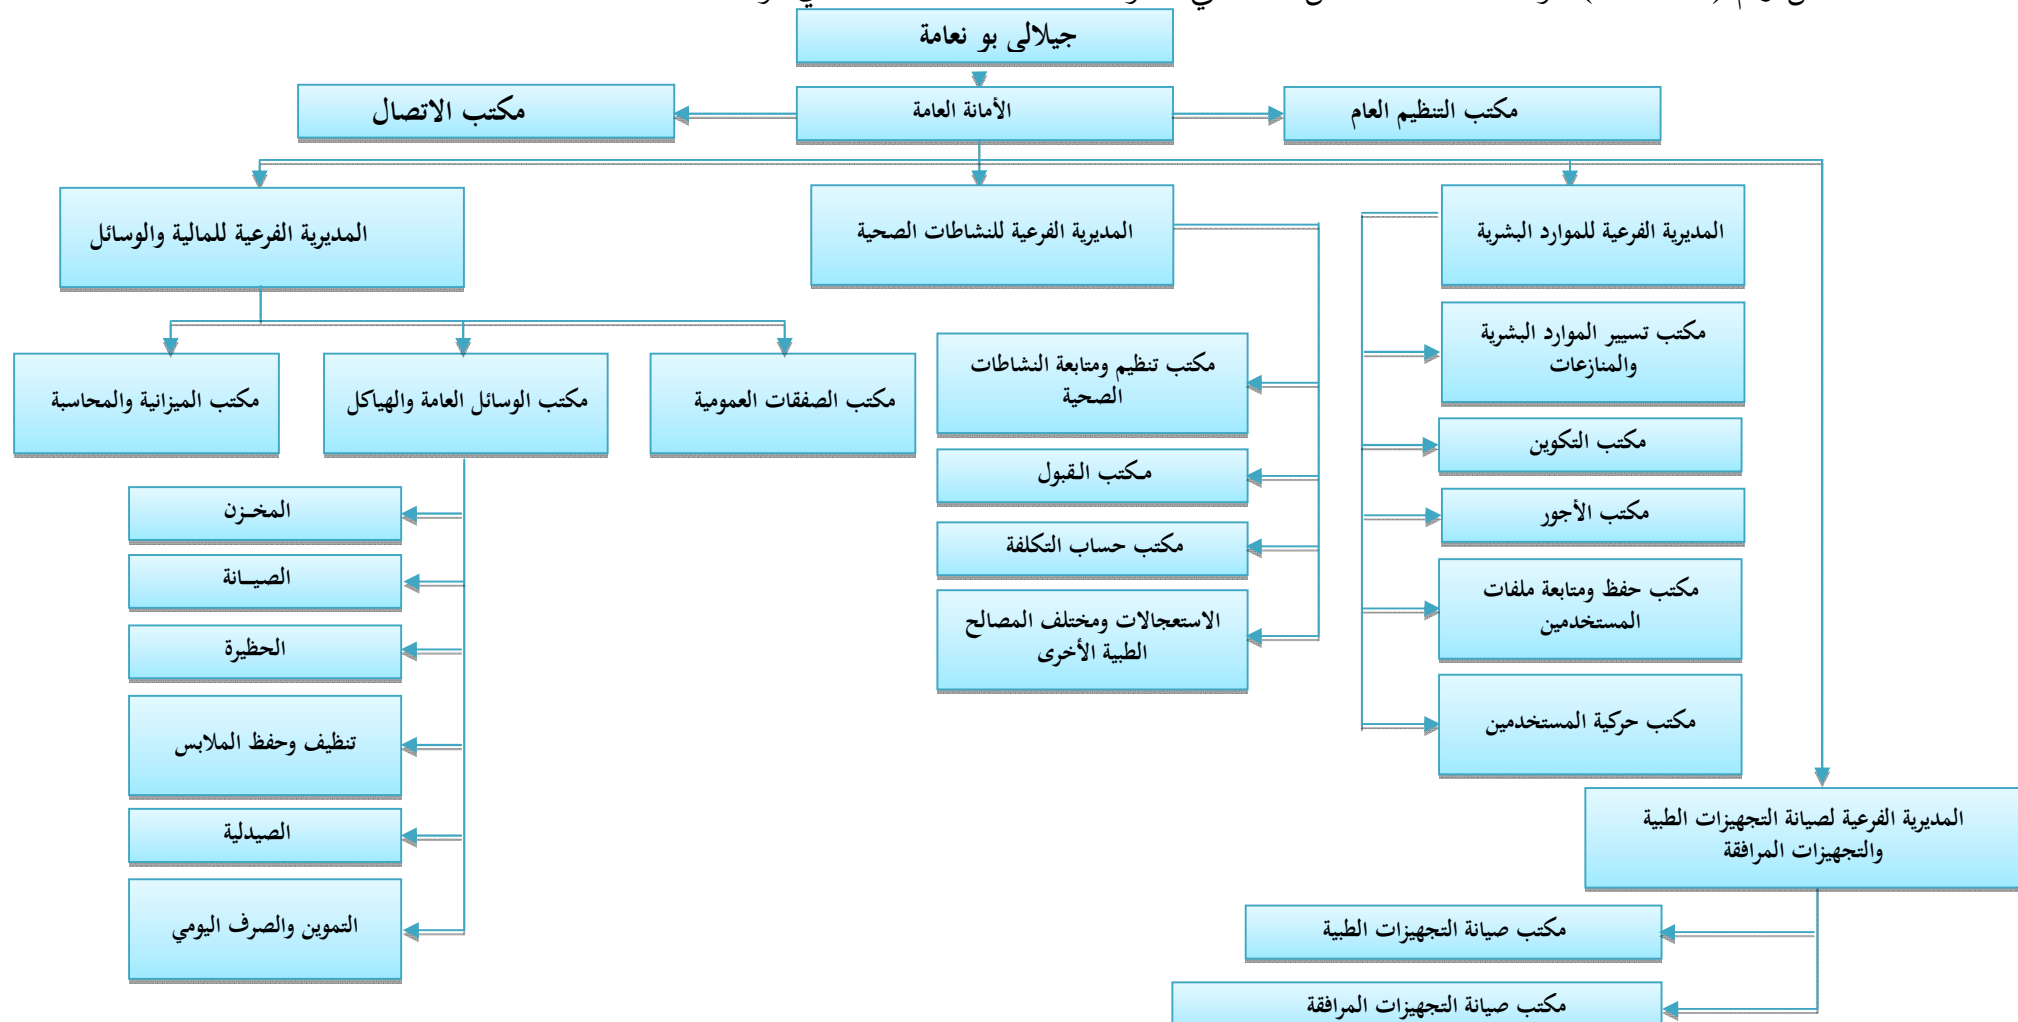 جيلالي بو نعامة
مكتب التنظيم العام
الأمانة العامة
مكتب الاتصال
المديرية الفرعية للموارد البشرية
المديرية الفرعية للنشاطات الصحية
المديرية الفرعية للمالية والوسائل
مكتب تسيير الموارد البشرية
والمنازعات
مكتب التكوين
مكتب الأجور
مكتب حفظ ومتابعة ملفات
المستخدمين
مكتب حركية المستخدمين
مكتب تنظيم ومتابعة النشاطات
الصحية
مكتب القبول
مكتب حساب التكلفة
الاستعجالات ومختلف المصالح
الطبية الأخرى
مكتب الصفقات العمومية
مكتب الوسائل العامة والهياكل
مكتب الميزانية والمحاسبة
المخـزن
الصيـانة
الحظيرة
تنظيف وحفظ الملابس
الصيدلية
التموين والصرف اليومي
المديرية الفرعية لصيانة التجهيزات الطبية
والتجهيزات المرافقة
مكتب صيانة التجهيزات الطبية
مكتب صيانة التجهيزات المرافقة